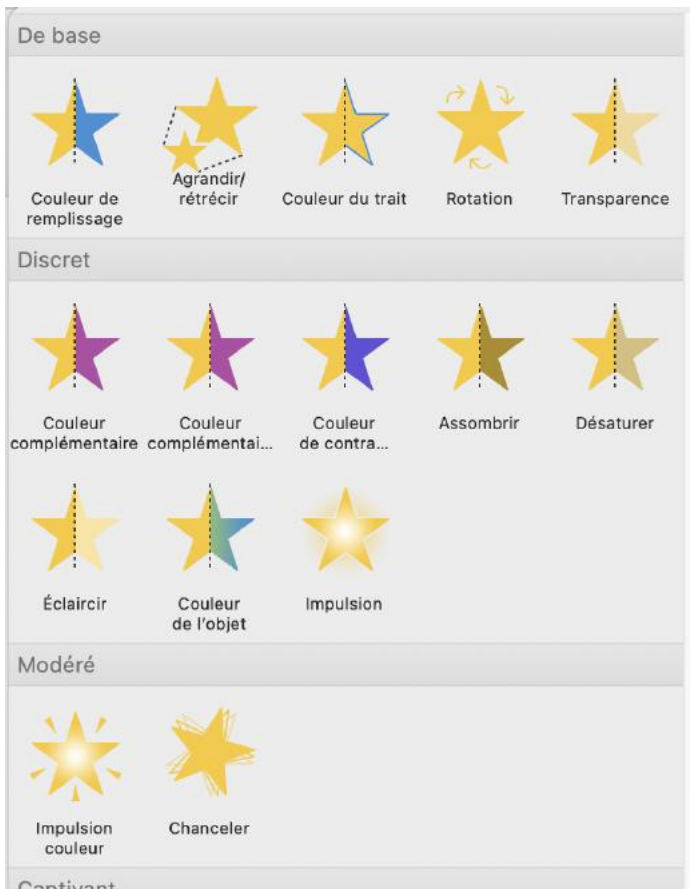 De base
Couleur de
remplissage
Agrandir/
rétrécir
Couleur du trait
Rotation
Transparence
Discret
Couleur
complémentaire
Couleur
complémentai...
Couleur
de contra...
Assombrir
Désaturer
Éclaircir
Couleur
de l'objet
Impulsion
Modéré
Impulsion
couleur
Chanceler
Captivant